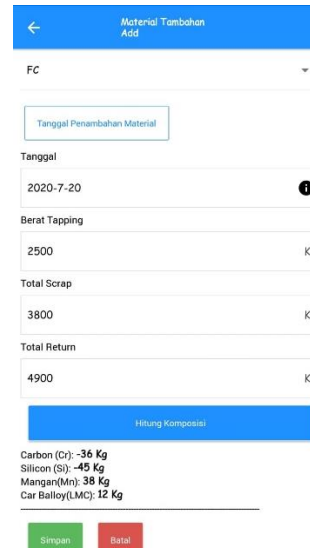 Material Tambahan
Add
FC
Tanggal Penambahan Material
Tanggal
2020-7-20
Berat Tapping
2500
K
Total Scrap
3800
K
Total Return
4900
K
Hitung Komposisi
Carbon (Cr): -36 Kg
Silicon (Si): -45 Kg
Mangan(Mn): 38 Kg
Car Balloy(LMC): 12 Kg
Simpan
Batal